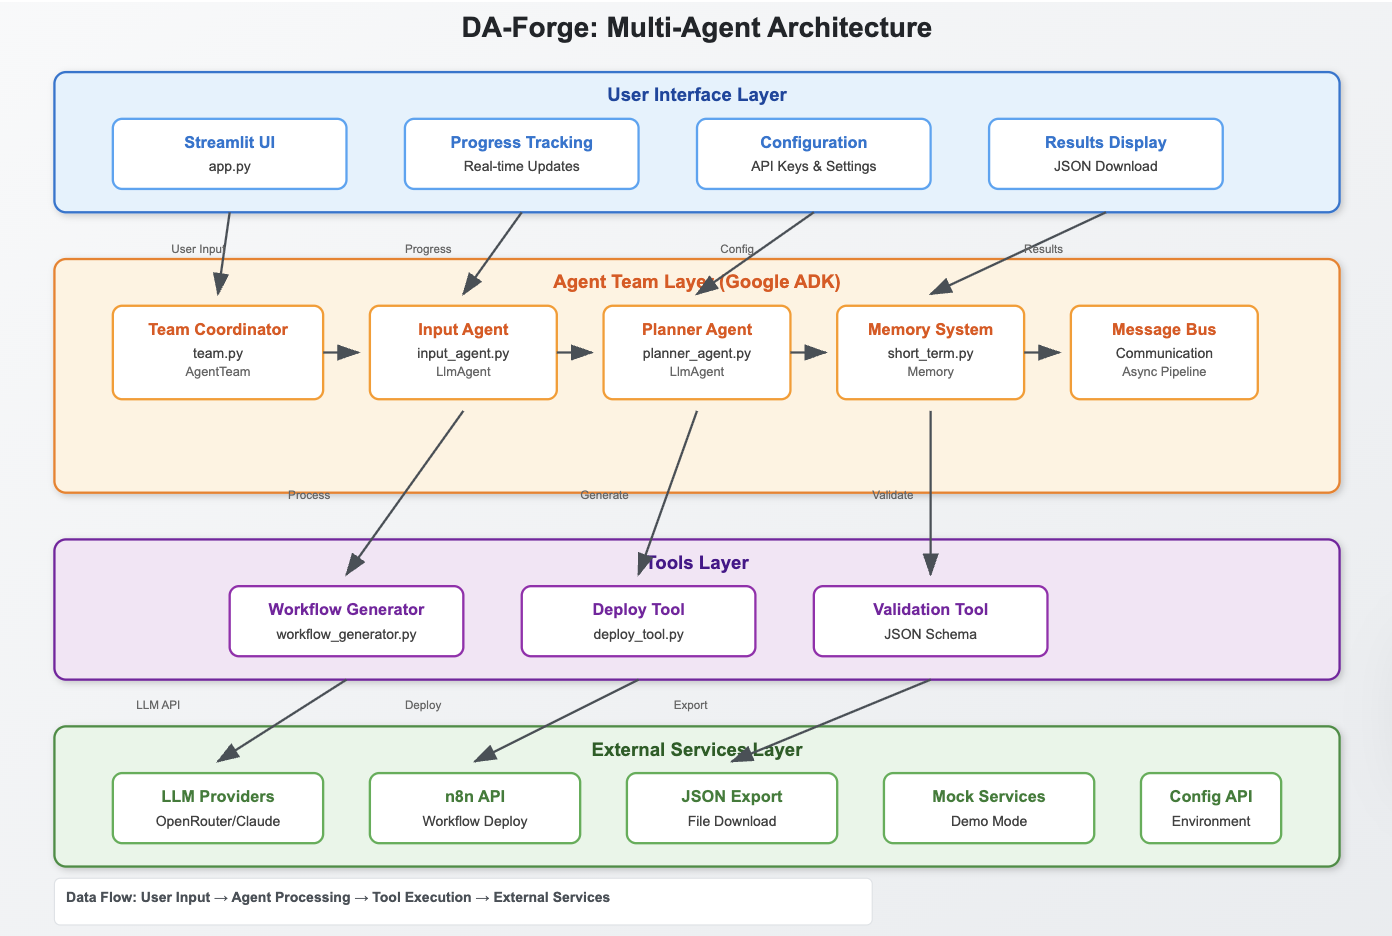 DA-Forge: Multi-Agent Architecture
User Interface Layer
Streamlit UI
app.py
Progress Tracking
Real-time Updates
Configuration
API Keys & Settings
Results Display
JSON Download
User Input
Progress
Config
Results
Agent Team Layer (Google ADK)
Team Coordinator
team.py
AgentTeam
Input Agent
input_agent.py
LlmAgent
Planner Agent
planner_agent.py
LlmAgent
Memory System
short_term.py
Memory
Message Bus
Communication
Async Pipeline
Process
Generate
Validate
Tools Layer
Workflow Generator
workflow_generator.py
Deploy Tool
deploy_tool.py
Validation Tool
JSON Schema
LLM API
Deploy
Export
External Services Layer
LLM Providers
OpenRouter/Claude
n8n API
Workflow Deploy
JSON Export
File Download
Mock Services
Demo Mode
Config API
Environment
Data Flow: User Input → Agent Processing → Tool Execution → External Services